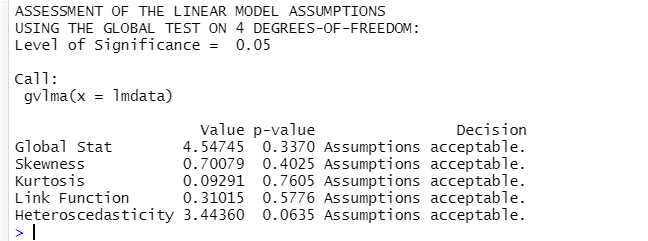 ASSESSMENT OF THE LINEAR MODEL ASSUMPTIONS
USING THE GLOBAL TEST ON 4 DEGREES-OF-FREEDOM:
Level of Significance =  0.05
Call:
 gvlma(x = lmdata)
                    Value p-value                Decision
Global Stat        4.54745  0.3370 Assumptions acceptable.
Skewness           0.70079  0.4025 Assumptions acceptable.
Kurtosis           0.09291  0.7605 Assumptions acceptable.
Link Function      0.31015  0.5776 Assumptions acceptable.
Heteroscedasticity 3.44360  0.0635 Assumptions acceptable.
>